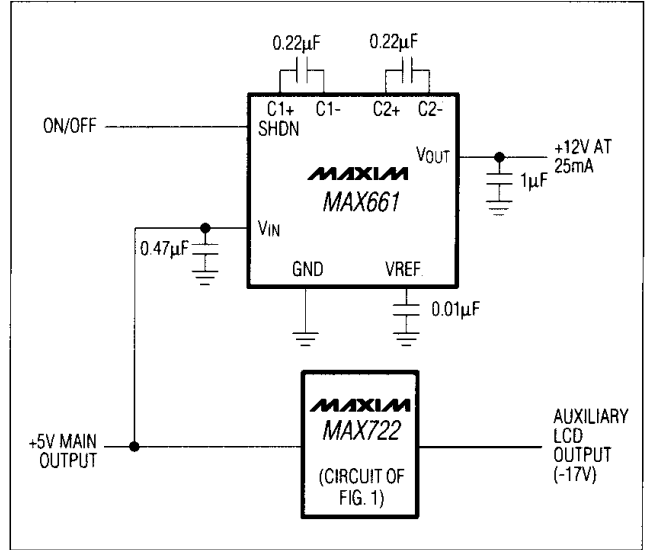 0.22µF 0.22µF
C1+ C1- C2+ C2-
ON/OFF
SHDN
VOUT
+12V AT
25mA
MAXIM
MAX661
1µF
VIN
0.47µF
GND VREF.
0.01µF
MAXIM
MAX722
(CIRCUIT OF
FIG. 1)
+5V MAIN
OUTPUT
AUXILIARY
LCD
OUTPUT
(-17V)